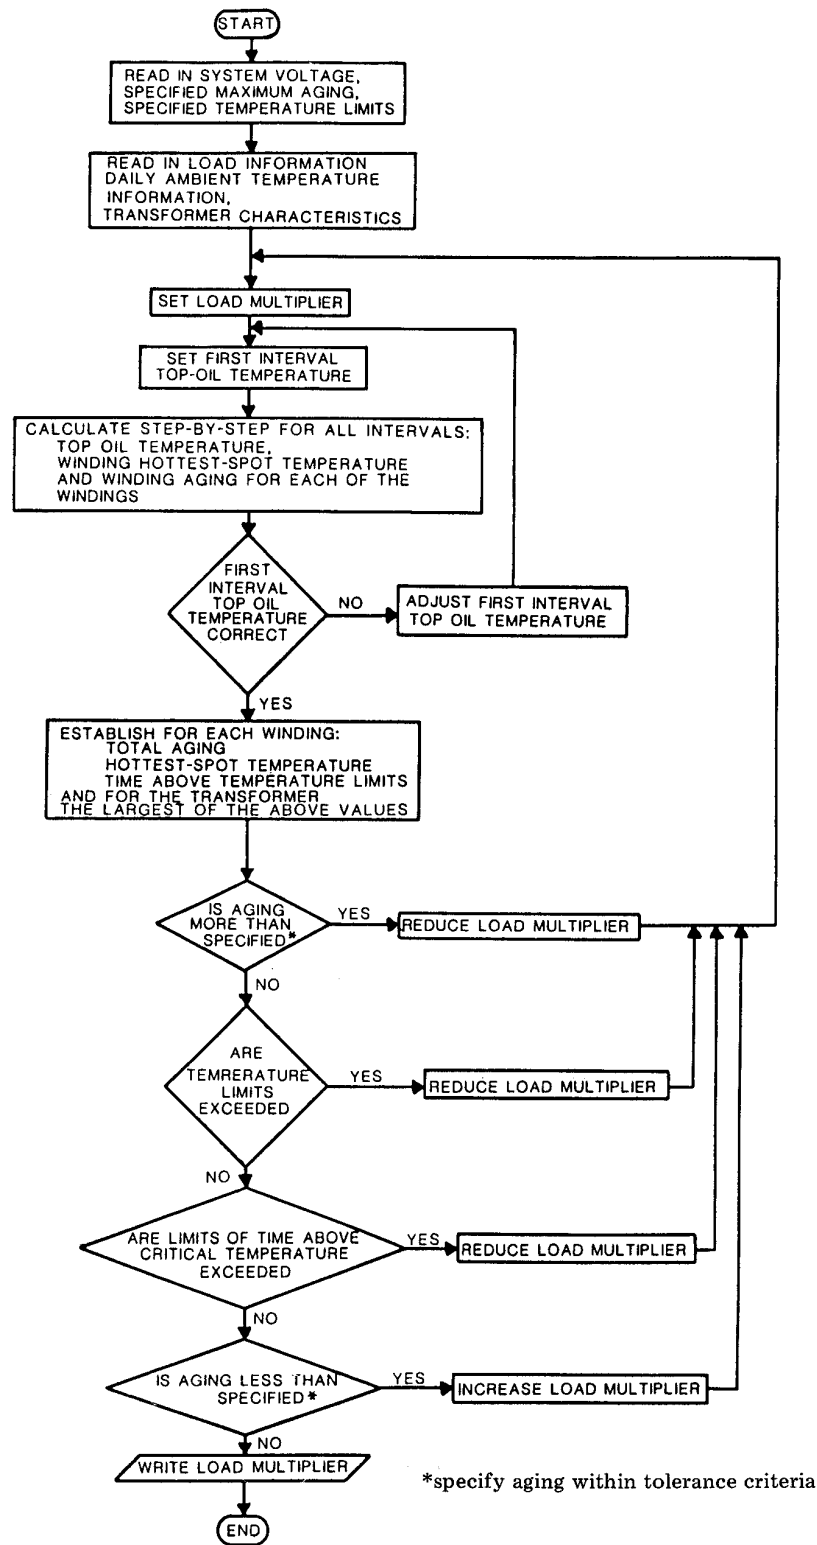 START
READ IN SYSTEM VOLTAGE,
SPECIFIED MAXIMUM AGING,
SPECIFIED TEMPERATURE LIMITS
READ IN LOAD INFORMATION
DAILY AMBIENT TEMPERATURE
INFORMATION,
TRANSFORMER CHARACTERISTICS
SET LOAD MULTIPLIER
SET FIRST INTERVAL
TOP-OIL TEMPERATURE
CALCULATE STEP-BY-STEP FOR ALL INTERVALS:
TOP OIL TEMPERATURE,
WINDING HOTTEST-SPOT TEMPERATURE
AND WINDING AGING FOR EACH OF THE
WINDINGS
FIRST
INTERVAL
TOP OIL
TEMPERATURE
CORRECT
NO
ADJUST FIRST INTERVAL
TOP OIL TEMPERATURE
YES
ESTABLISH FOR EACH WINDING:
TOTAL AGING
HOTTEST-SPOT TEMPERATURE
TIME ABOVE TEMPERATURE LIMITS
AND FOR THE TRANSFORMER
THE LARGEST OF THE ABOVE VALUES
IS AGING
MORE THAN
SPECIFIED*
YES
REDUCE LOAD MULTIPLIER
NO
ARE
TEMRERATURE
LIMITS
EXCEEDED
YES
REDUCE LOAD MULTIPLIER
NO
ARE LIMITS OF TIME ABOVE
CRITICAL TEMPERATURE
EXCEEDED
YES
REDUCE LOAD MULTIPLIER
NO
IS AGING LESS THAN
SPECIFIED*
YES
INCREASE LOAD MULTIPLIER
NO
WRITE LOAD MULTIPLIER
*specify aging within tolerance criteria
END